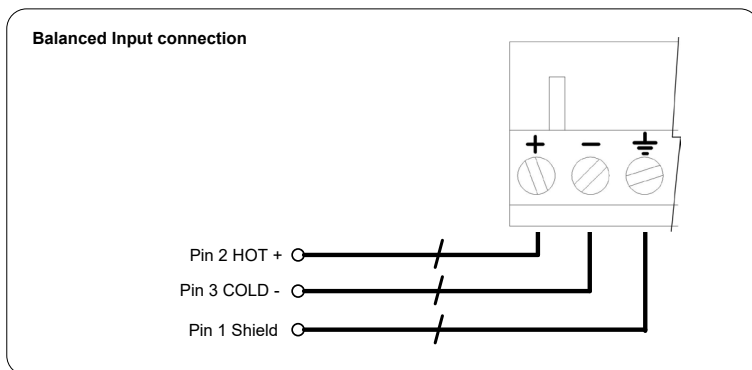 Balanced Input connection
+ −
Pin 2 HOT +
Pin 3 COLD -
Pin 1 Shield